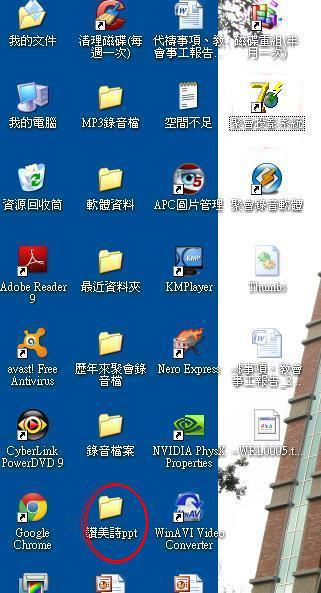 我的文件
清理磁碟(每
週一次)
代禱事項、教
會事工報告...
磁碟重組(半
月一次)
我的電腦
MP3錄音檔
空間不足
聚會投影系統
資源回收筒
軟體資料
APC圖片管理
聚會錄音軟體
Adobe Reader
9
最近資料夾
KMPlayer
Thumbs
avast! Free
Antivirus
歷年來聚會錄
音檔
Nero Express
~$事項、教會
事工報告_2...
CyberLink
PowerDVD 9
錄音檔案
NVIDIA PhysX
Properties
~WRL0005.t...
Google
Chrome
讚美詩ppt
WinAVI Video
Converter